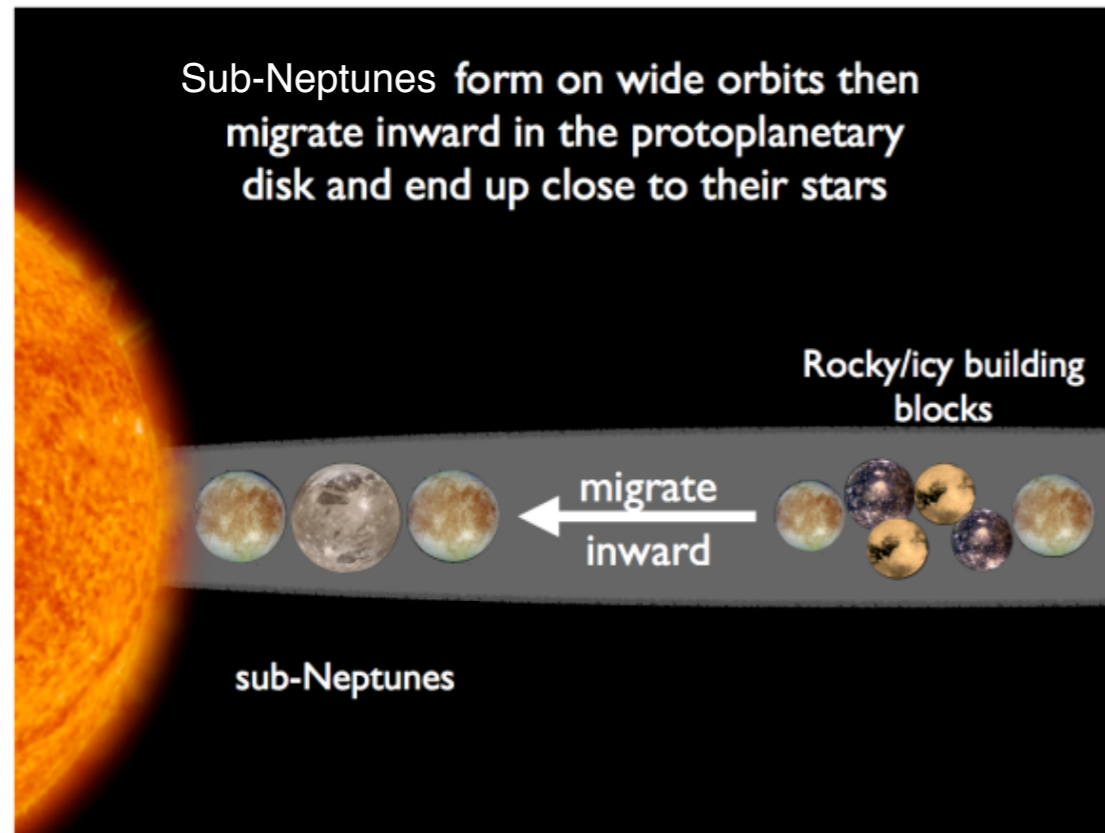 Sub-Neptunes form on wide orbits then
migrate inward in the protoplanetary
disk and end up close to their stars
Rocky/icy building
blocks
migrate
inward
sub-Neptunes